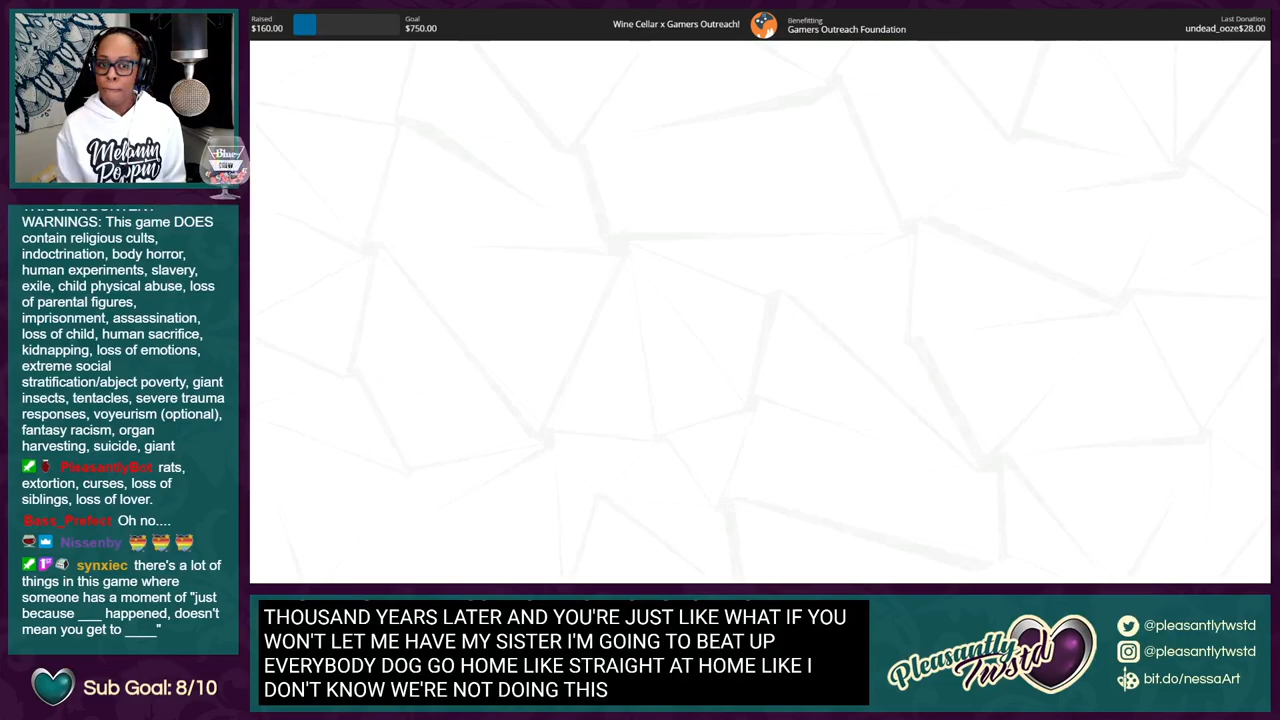 Raised
$160.00
Goal
$750.00
Wine Cellar x Gamers Outreach!
Benefitting
Gamers Outreach Foundation
Last Donation
undead_ooze$28.00
Melanin
Poppin
Blue
WARNINGS: This game DOES
contain religious cults,
indoctrination, body horror,
human experiments, slavery,
exile, child physical abuse, loss
of parental figures,
imprisonment, assassination,
loss of child, human sacrifice,
kidnapping, loss of emotions,
extreme social
stratification/abject poverty, giant
insects, tentacles, severe trauma
responses, voyeurism (optional),
fantasy racism, organ
harvesting, suicide, giant
PleasantlyBot rats,
extortion, curses, loss of
siblings, loss of lover.
Bass_Prefect Oh no....
Nissenby
synxiec there's a lot of
things in this game where
someone has a moment of "just
because ___ happened, doesn't
mean you get to ____"
Sub Goal: 8/10
THOUSAND YEARS LATER AND YOU'RE JUST LIKE WHAT IF YOU
WON'T LET ME HAVE MY SISTER I'M GOING TO BEAT UP
EVERYBODY DOG GO HOME LIKE STRAIGHT AT HOME LIKE I
DON'T KNOW WE'RE NOT DOING THIS
Pleasantly
Twstd
@pleasantlytwstd
@pleasantlytwstd
bit.do/nessaArt